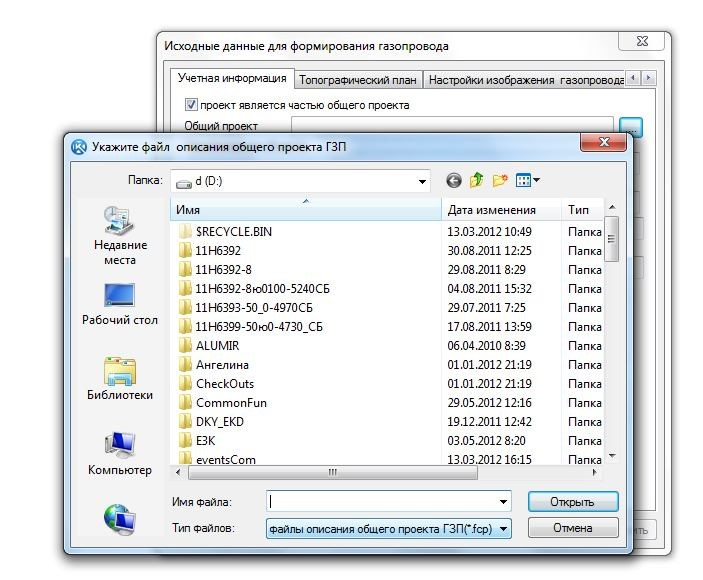 Исходные данные для формирования газопровода
Учетная информация Топографический план Настройки изображения газопровода
проект является частью общего проекта
Общий проект ...
Укажите файл описания общего проекта ГЗП
Папка: d (D:)
Имя Дата изменения Тип
$RECYCLE.BIN 13.03.2012 10:49 Папка
11Н6392 30.08.2011 12:25 Папка
11Н6392-8 29.08.2011 8:29 Папка
11Н6392-8ю0100-5240СБ 04.08.2011 15:32 Папка
11Н6393-50_0-4970СБ 29.07.2011 7:25 Папка
11Н6399-50ю0-4730_СБ 17.08.2011 13:59 Папка
ALUMIR 06.04.2010 8:39 Папка
Ангелина 01.01.2012 21:19 Папка
CheckOuts 01.01.2012 21:19 Папка
CommonFun 29.05.2012 12:16 Папка
DKY_EKD 19.12.2011 12:42 Папка
ЕЗК 03.05.2012 8:20 Папка
eventsCom 13.03.2012 16:15 Папка
Недавние
места
Рабочий стол
Библиотеки
Компьютер
Имя файла: Открыть
Тип файлов: файлы описания общего проекта ГЗП(*.fcp) Отмена